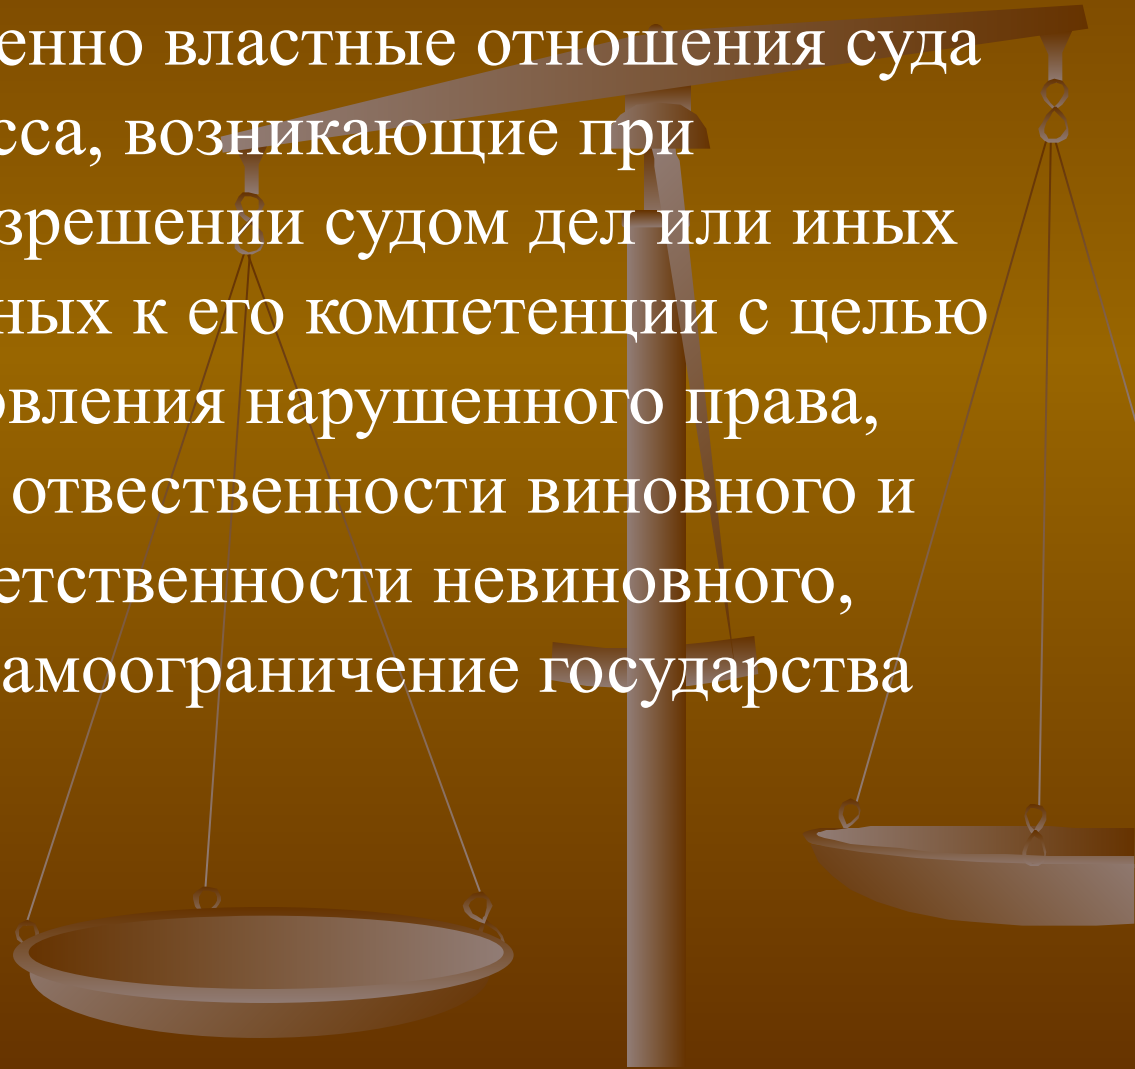 енно властные отношения суда
сса, возникающие при
зрешении судом дел или иных
ных к его компетенции с целью
овления нарушенного права,
отвественности виновного и
етственности невиновного,
амоограничение государства